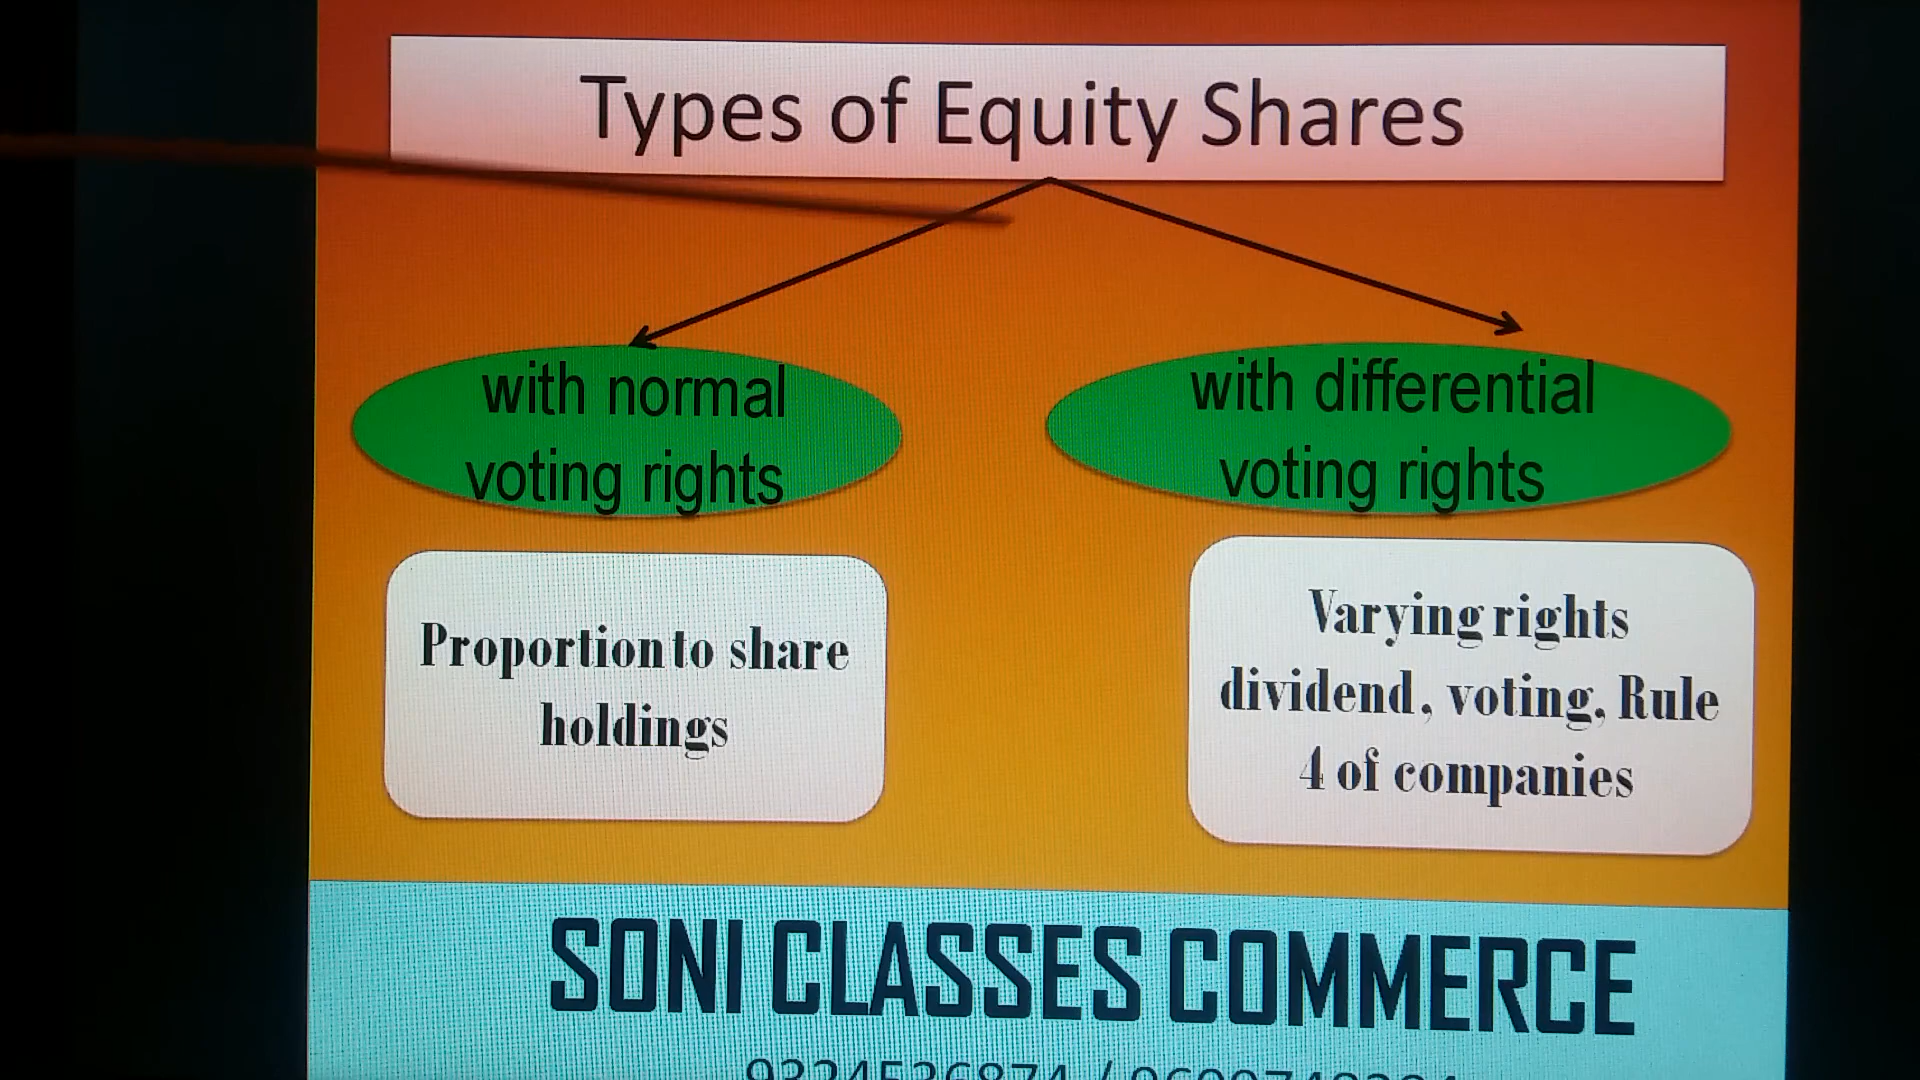 Types of Equity Shares
with normal
voting rights
with differential
voting rights
Proportion to share
holdings
Varying rights
dividend, voting, Rule
4 of companies
SONI CLASSES COMMERCE